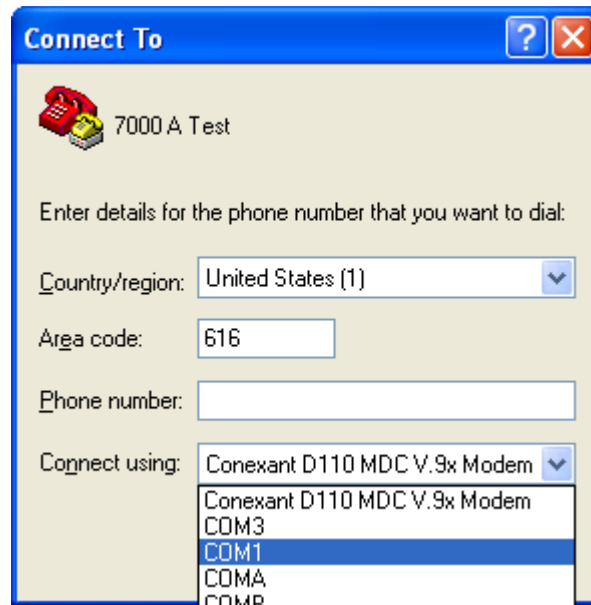 Connect To
7000 A Test
Enter details for the phone number that you want to dial:
Country/region: United States (1)
Area code: 616
Phone number:
Connect using: Conexant D110 MDC V.9x Modem
Conexant D110 MDC V.9x Modem
COM3
COM1
COMA